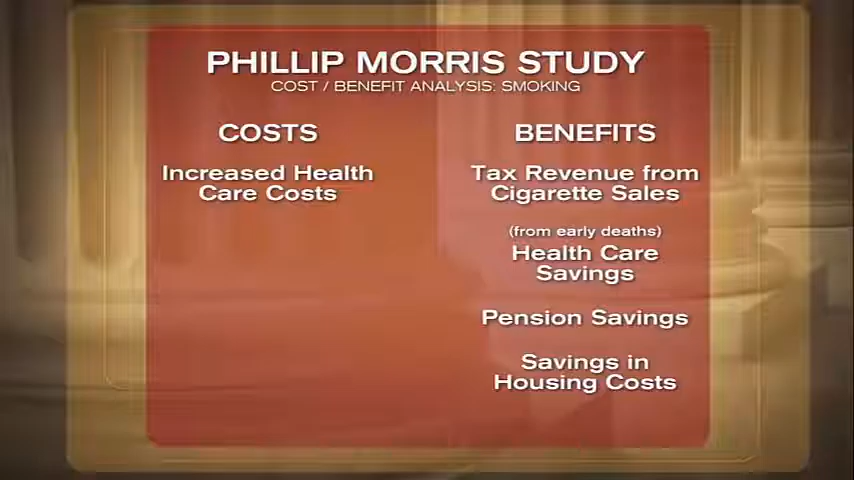 PHILLIP MORRIS STUDY
COST / BENEFIT ANALYSIS: SMOKING
COSTS
Increased Health
Care Costs
BENEFITS
Tax Revenue from
Cigarette Sales
(from early deaths)
Health Care
Savings
Pension Savings
Savings in
Housing Costs